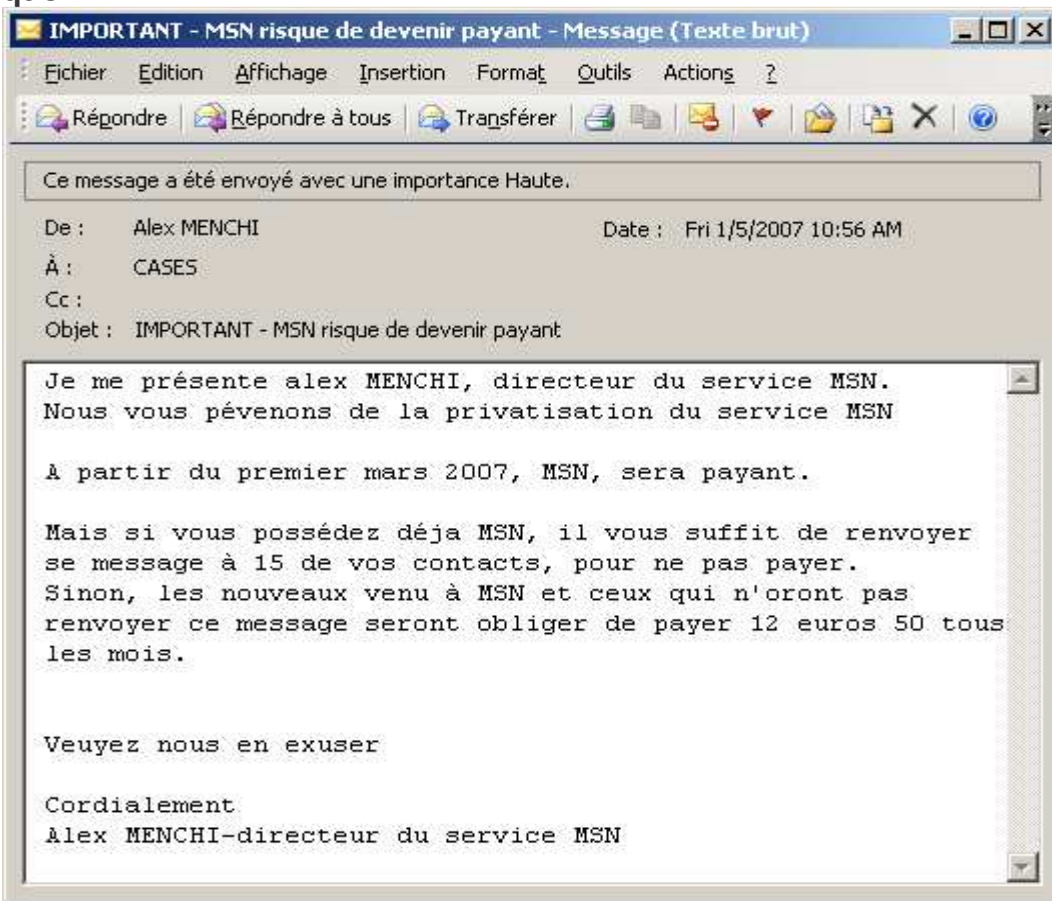 IMPORTANT - MSN risque de devenir payant - Message (Texte brut)
Fichier Edition Affichage Insertion Format Outils Actions ?
Répondre Répondre à tous Transférer
Ce message a été envoyé avec une importance Haute.
De : Alex MENCHI Date : Fri 1/5/2007 10:56 AM
À : CASES
Cc :
Objet : IMPORTANT - MSN risque de devenir payant
Je me présente alex MENCHI, directeur du service MSN.
Nous vous pévenons de la privatisation du service MSN
A partir du premier mars 2007, MSN, sera payant.
Mais si vous possédez déja MSN, il vous suffit de renvoyer
se message à 15 de vos contacts, pour ne pas payer.
Sinon, les nouveaux venu à MSN et ceux qui n'oront pas
renvoyer ce message seront obliger de payer 12 euros 50 tous
les mois.
Veuyez nous en exuser
Cordialement
Alex MENCHI-directeur du service MSN